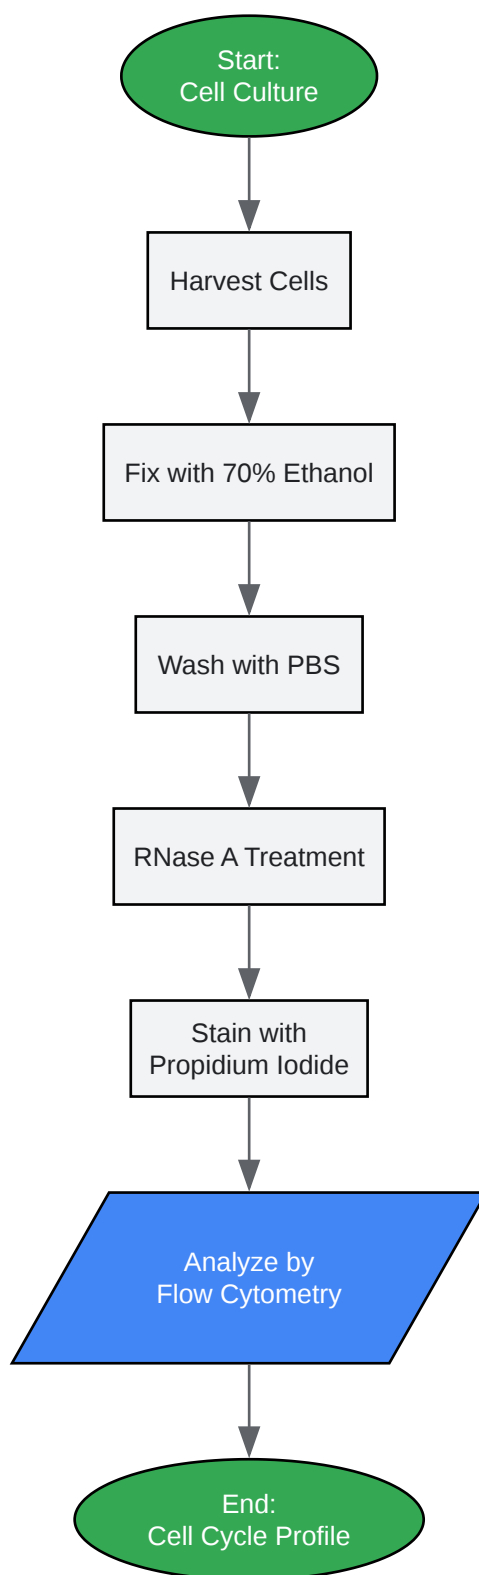 Start:
Cell Culture
Harvest Cells
Fix with 70% Ethanol
Wash with PBS
RNase A Treatment
Stain with
Propidium Iodide
Analyze by
Flow Cytometry
End:
Cell Cycle Profile